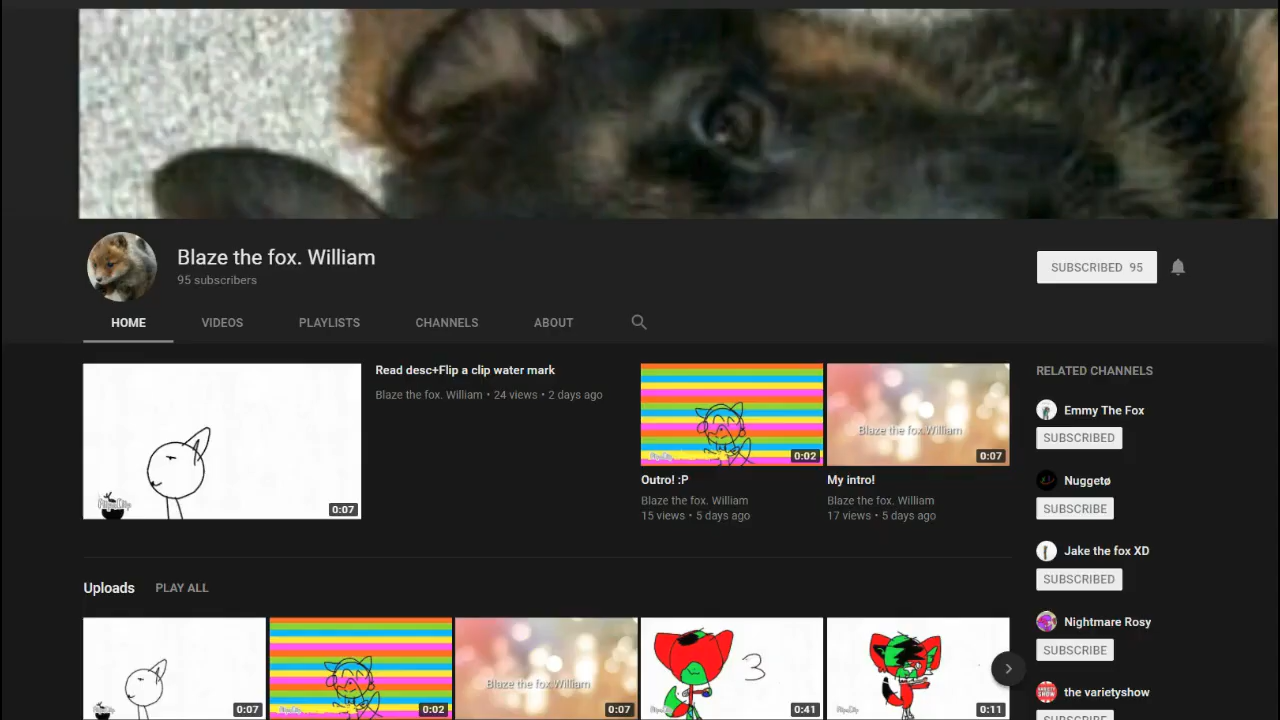 Blaze the fox. William
95 subscribers
SUBSCRIBED 95
HOME VIDEOS PLAYLISTS CHANNELS ABOUT
Read desc+Flip a clip water mark
Blaze the fox. William • 24 views • 2 days ago
0:07
0:02
Outro! :P
Blaze the fox. William
15 views • 5 days ago
Blaze the fox.William
0:07
My intro!
Blaze the fox. William
17 views • 5 days ago
RELATED CHANNELS
Emmy The Fox
SUBSCRIBED
Nuggetø
SUBSCRIBE
Jake the fox XD
SUBSCRIBED
Nightmare Rosy
SUBSCRIBE
the varietyshow
SUBSCRIBE
Uploads PLAY ALL
0:07
0:02
Blaze the fox.William
0:07
3
0:41
0:11